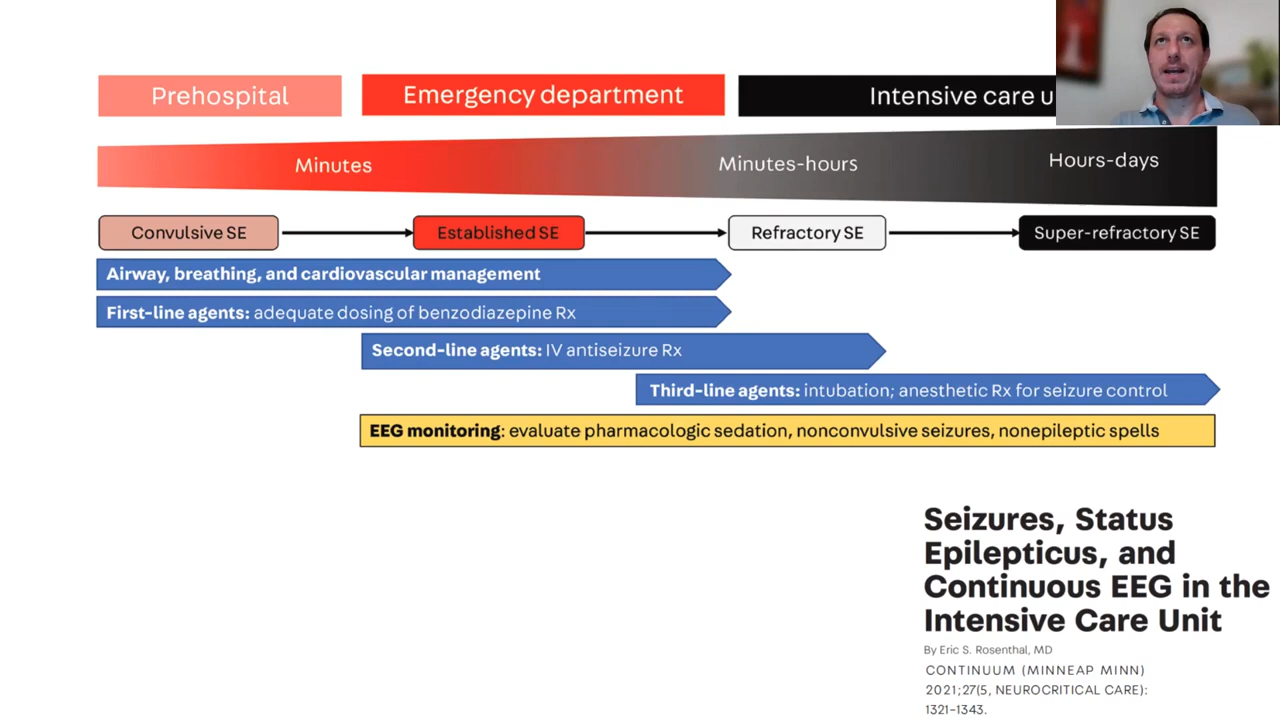 Prehospital
Emergency department
Intensive care u
Minutes
Minutes-hours
Hours-days
Convulsive SE
Established SE
Refractory SE
Super-refractory SE
Airway, breathing, and cardiovascular management
First-line agents: adequate dosing of benzodiazepine Rx
Second-line agents: IV antiseizure Rx
Third-line agents: intubation; anesthetic Rx for seizure control
EEG monitoring: evaluate pharmacologic sedation, nonconvulsive seizures, nonepileptic spells
Seizures, Status
Epilepticus, and
Continuous EEG in the
Intensive Care Unit
By Eric S. Rosenthal, MD
CONTINUUM (MINNEAP MINN)
2021;27(5, NEUROCRITICAL CARE):
1321–1343.